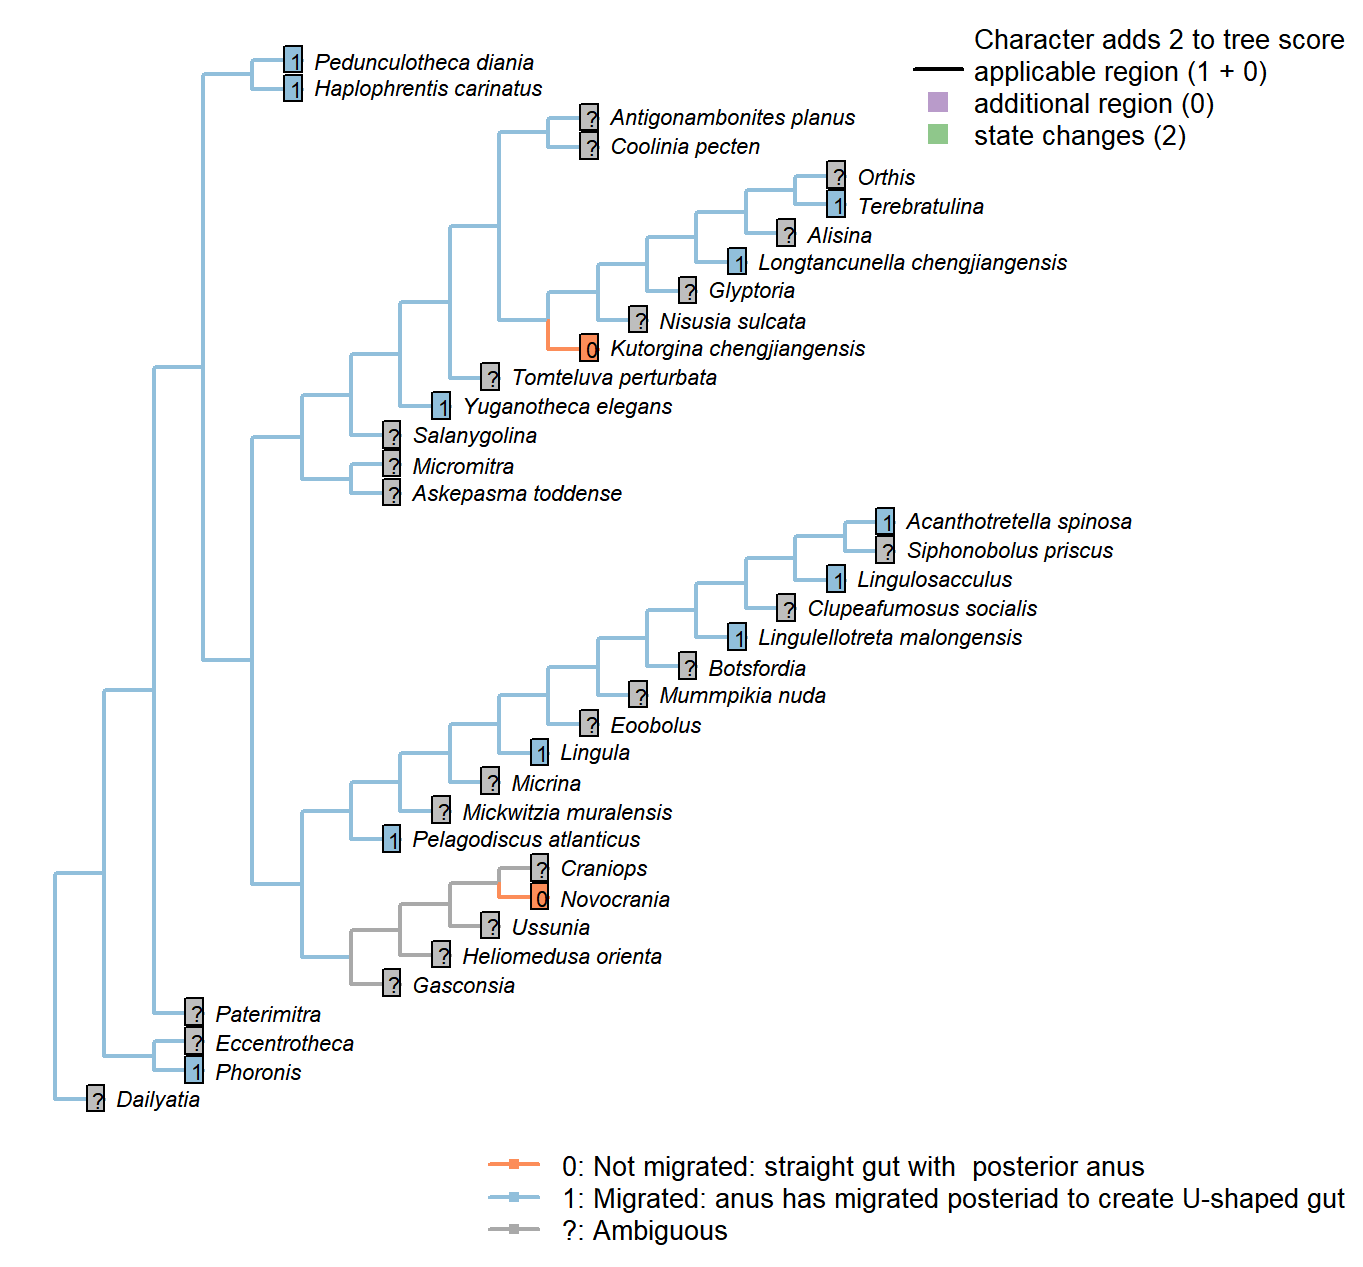 Character adds 2 to tree score
applicable region (1 + 0)
additional region (0)
state changes (2)
1 Pedunculotheca diania
1 Haplophrentis carinatus
? Antigonambonites planus
? Coolinia pecten
? Orthis
1 Terebratulina
? Alisina
1 Longtancunella chengjiangensis
? Glyptoria
? Nisusia sulcata
0 Kutorgina chengjiangensis
? Tomteluva perturbata
1 Yuganotheca elegans
? Salanygolina
? Micromitra
? Askepasma toddense
1 Acanthotretella spinosa
? Siphonobolus priscus
1 Lingulosacculus
? Clupeafumosus socialis
1 Lingulellotreta malongensis
? Botsfordia
? Mummpikia nuda
? Eoobolus
1 Lingula
? Micrina
? Mickwitzia muralensis
1 Pelagodiscus atlanticus
? Craniops
0 Novocrania
? Ussunia
? Heliomedusa orienta
? Gasconsia
? Paterimitra
? Eccentrotheca
1 Phoronis
? Dailyatia
0: Not migrated: straight gut with  posterior anus
1: Migrated: anus has migrated posteriad to create U-shaped gut
?: Ambiguous